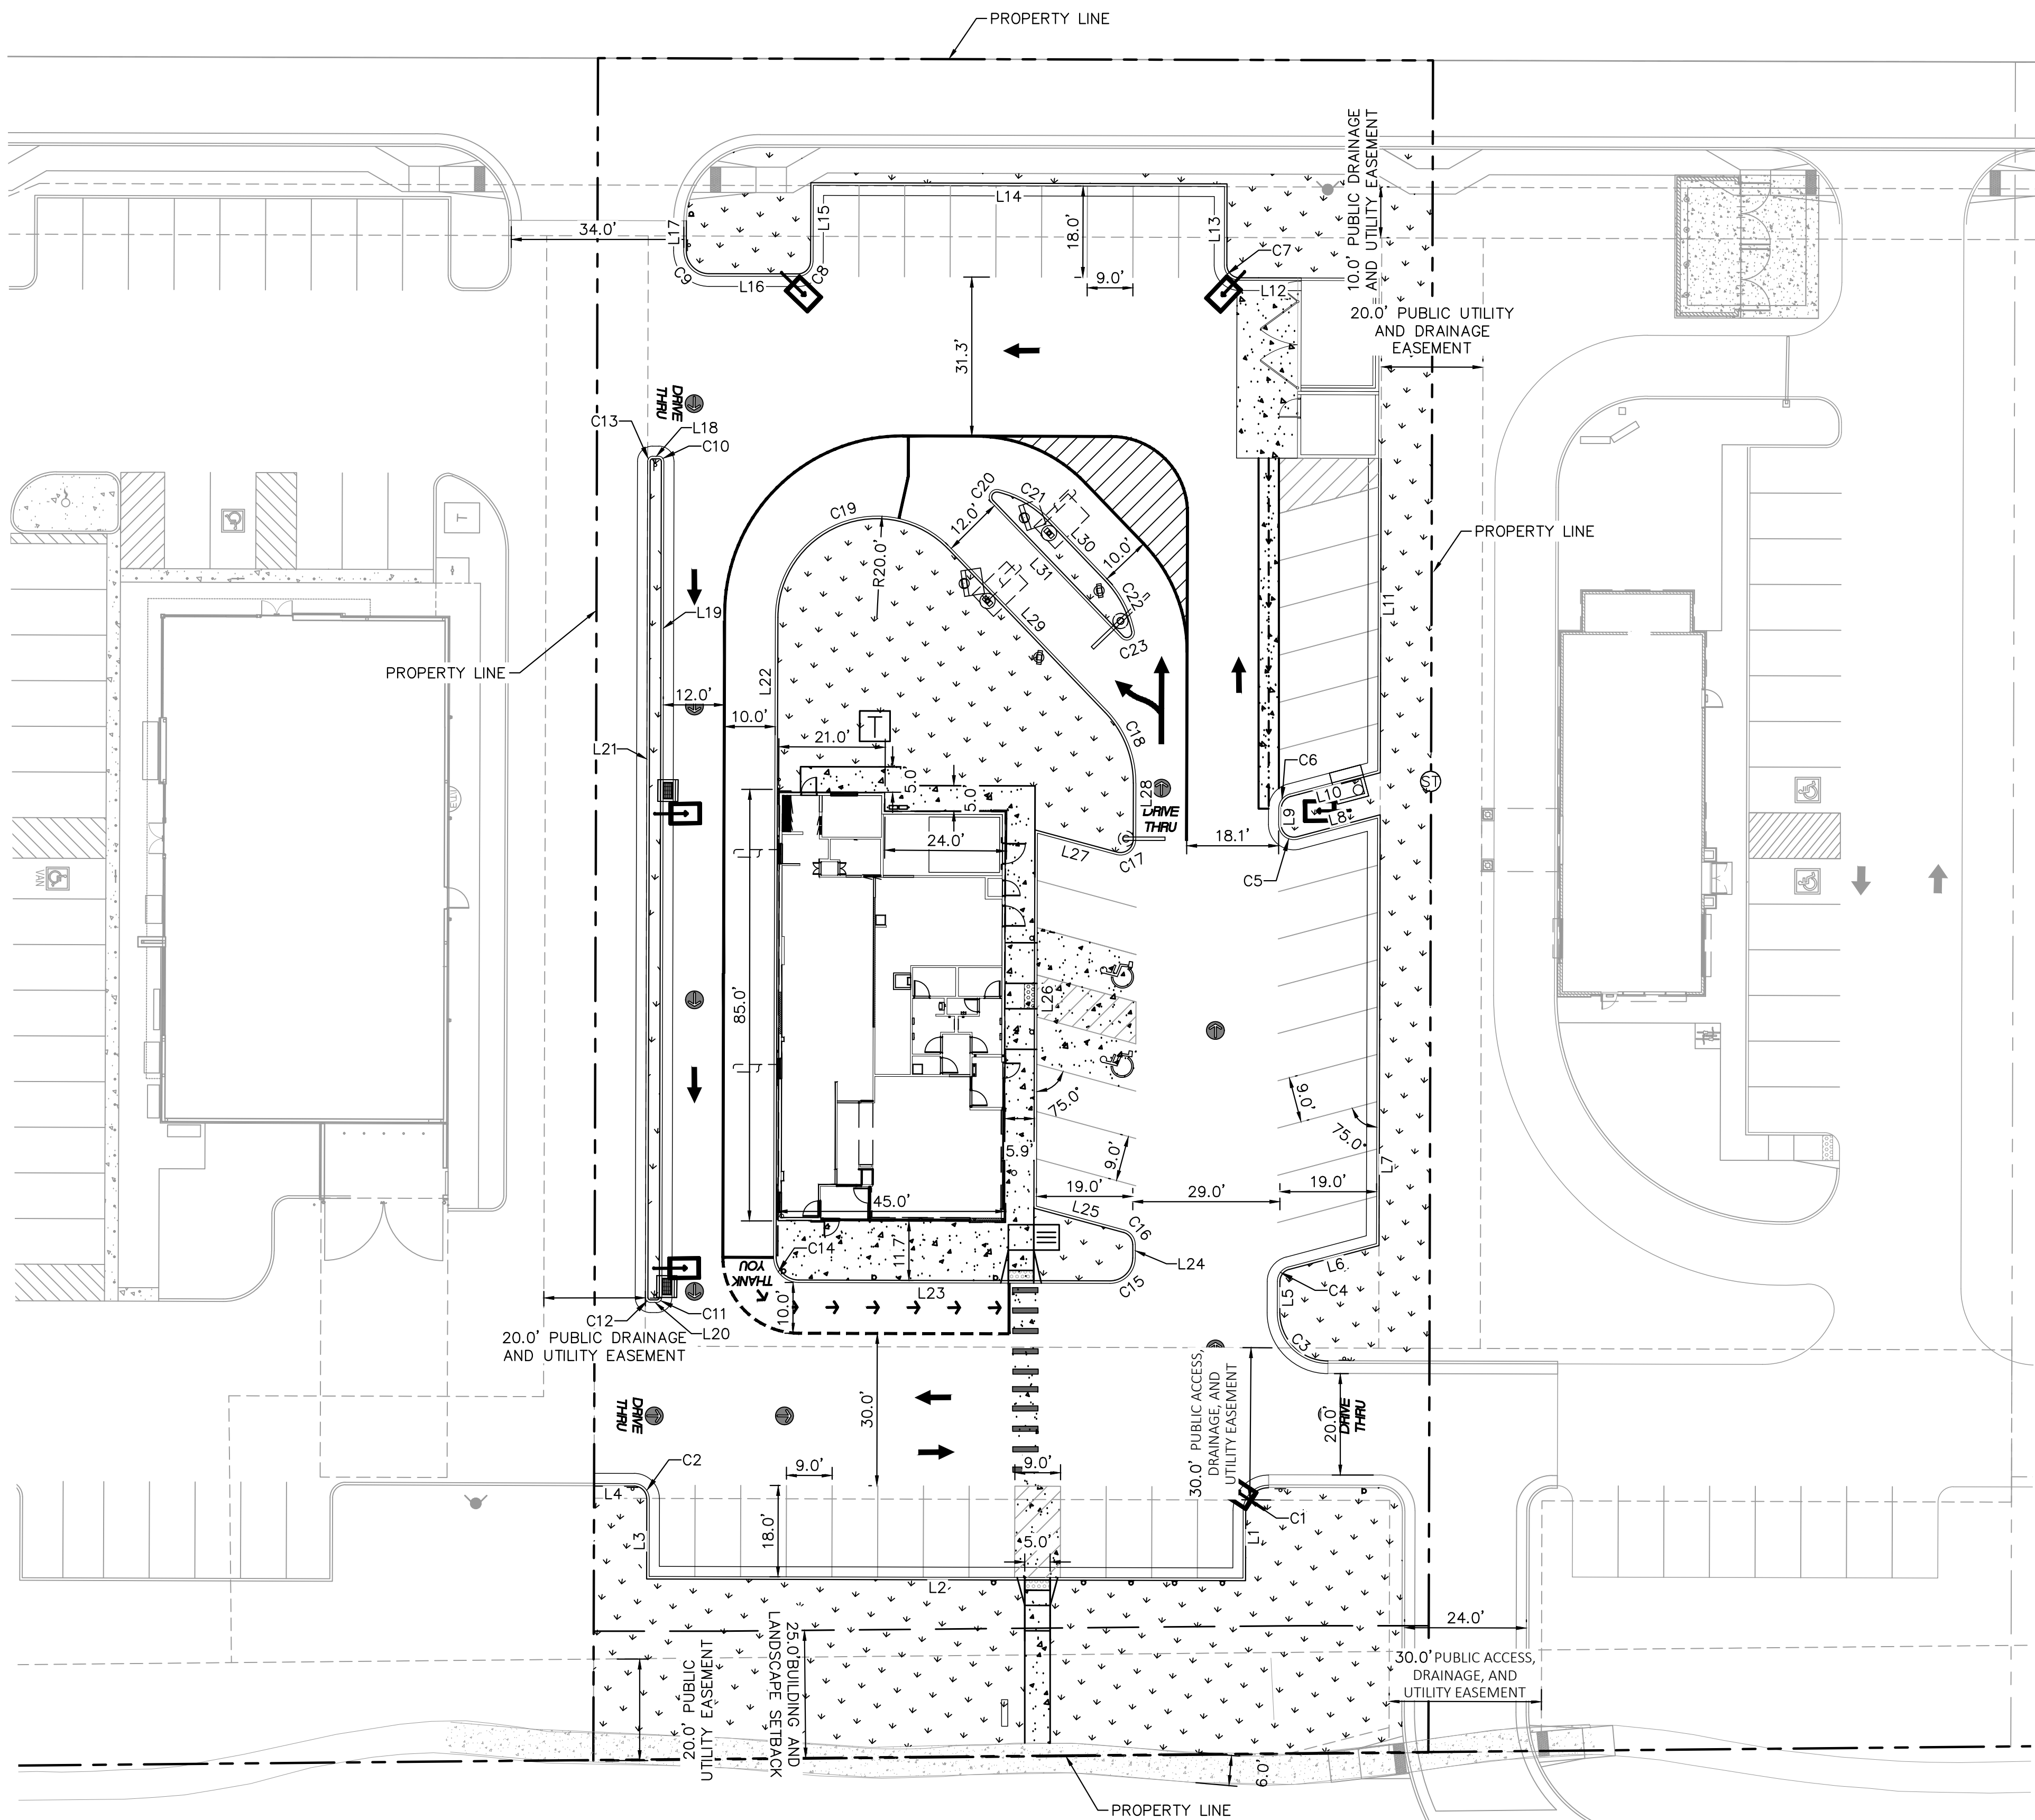 PROPERTY LINE
10.0' PUBLIC DRAINAGE
AND UTILITY EASEMENT
L14
L15
L13
L17
34.0'
18.0'
C7
C9
C8
L16
9.0'
L12
20.0' PUBLIC UTILITY
AND DRAINAGE
EASEMENT
31.3'
DRIVE
THRU
C13
L18
C10
C20
C21
C19
12.0'
L30
PROPERTY LINE
R20.0'
10.0'
L31
C22
L11
L19
L29
C23
PROPERTY LINE
L22
12.0'
10.0'
T
C18
21.0'
L21
C6
5.0
5.0
L28
L10
ST
DRIVE
THRU
L9
L8
24.0'
18.1'
L27
C17
C5
VAN
T
85.0'
L26
75.0°
9.0'
75.0°
5.9'
9.0'
L7
45.0'
19.0'
29.0'
19.0'
L25
C16
11.7'
C14
L24
L6
THANK
YOU
C15
L23
C4
L5
10.0'
C12
C11
L20
20.0' PUBLIC DRAINAGE
AND UTILITY EASEMENT
C3
30.0' PUBLIC ACCESS,
DRAINAGE, AND
UTILITY EASEMENT
DRIVE
THRU
30.0'
20.0'
DRIVE
THRU
C2
9.0'
9.0'
L4
C1
L3
18.0'
5.0'
L1
L2
25.0' BUILDING AND
LANDSCAPE SETBACK
20.0' PUBLIC
UTILITY EASEMENT
24.0'
30.0' PUBLIC ACCESS,
DRAINAGE, AND
UTILITY EASEMENT
6.0'
PROPERTY LINE